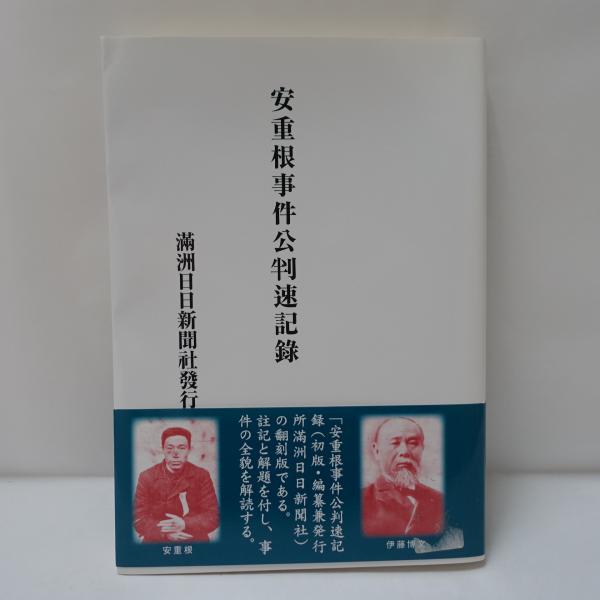 安重根事件公判速記錄
滿洲日日新聞社發行
「安重根事件公判速記
録(初版・編纂兼発行
所滿洲日日新聞社)
の翻刻版である。
註記と解題を付し、事
件の全貌を解読する。
伊藤博文
安重根